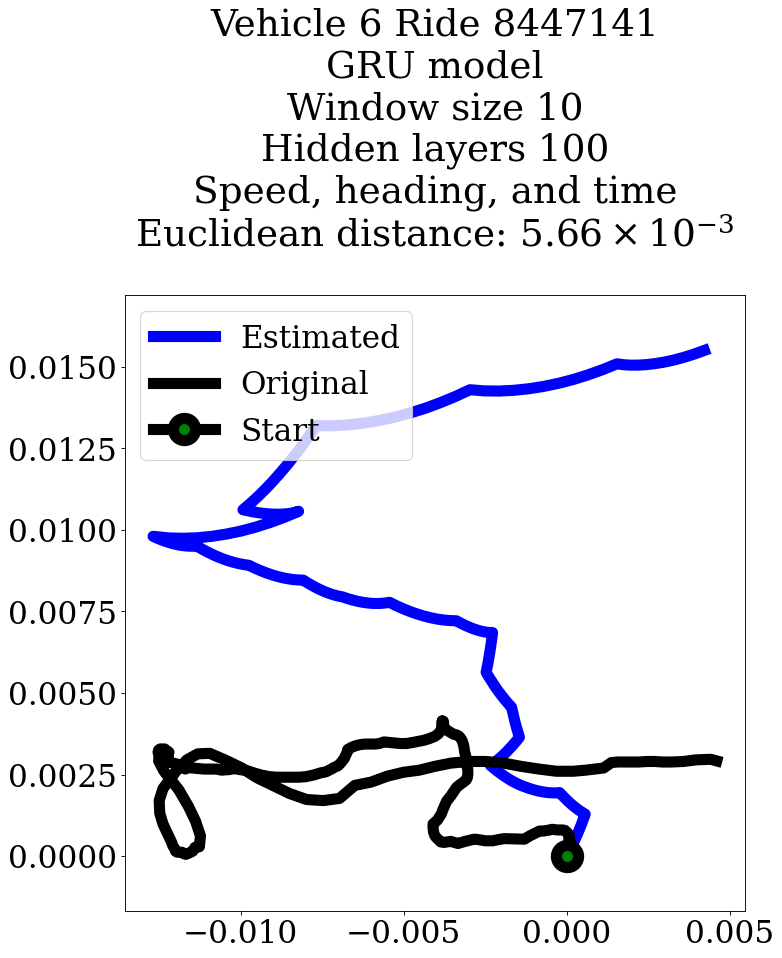 Vehicle 6 Ride 8447141
GRU model
Window size 10
Hidden layers 100
Speed, heading, and time
Euclidean distance: 5.66 × 10⁻³
Estimated
Original
Start
0.0150
0.0125
0.0100
0.0075
0.0050
0.0025
0.0000
−0.010 −0.005 0.000 0.005